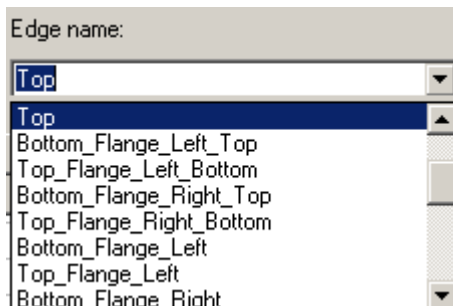 Edge name:
Top
Top
Bottom_Flange_Left_Top
Top_Flange_Left_Bottom
Bottom_Flange_Right_Top
Top_Flange_Right_Bottom
Bottom_Flange_Left
Top_Flange_Left
Bottom_Flange_Right